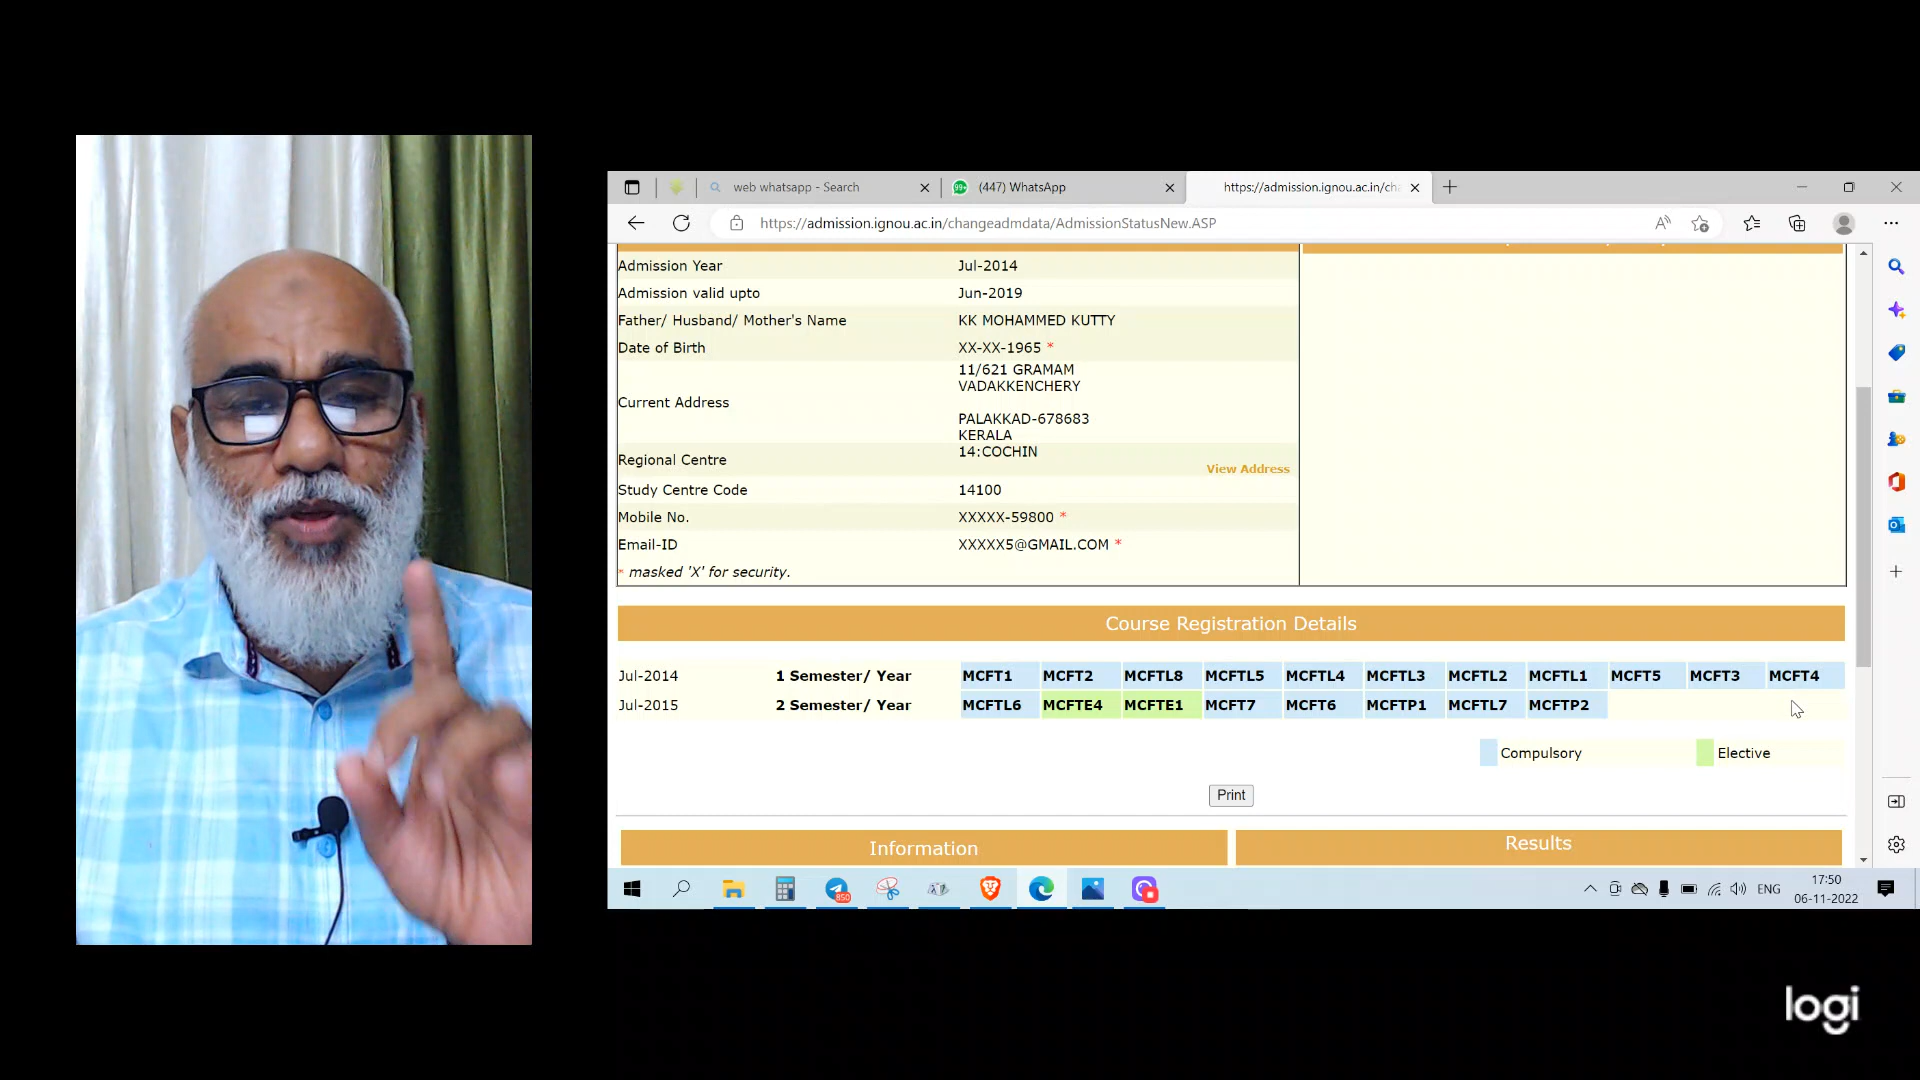 web whatsapp - Search
(447) WhatsApp
https://admission.ignou.ac.in/ch
https://admission.ignou.ac.in/changeadmdata/AdmissionStatusNew.ASP
Admission Year Jul-2014
Admission valid upto Jun-2019
Father/ Husband/ Mother's Name KK MOHAMMED KUTTY
Date of Birth XX-XX-1965 *
Current Address 11/621 GRAMAM
VADAKKENCHERY
PALAKKAD-678683
KERALA
Regional Centre 14:COCHIN
View Address
Study Centre Code 14100
Mobile No. XXXXX-59800 *
Email-ID XXXXX5@GMAIL.COM *
* masked 'X' for security.
Course Registration Details
Jul-2014 1 Semester/ Year MCFT1 MCFT2 MCFTL8 MCFTL5 MCFTL4 MCFTL3 MCFTL2 MCFTL1 MCFT5 MCFT3 MCFT4
Jul-2015 2 Semester/ Year MCFTL6 MCFTE4 MCFTE1 MCFT7 MCFT6 MCFTP1 MCFTL7 MCFTP2
Compulsory Elective
Print
Information Results
850
ENG
17:50
06-11-2022
logi